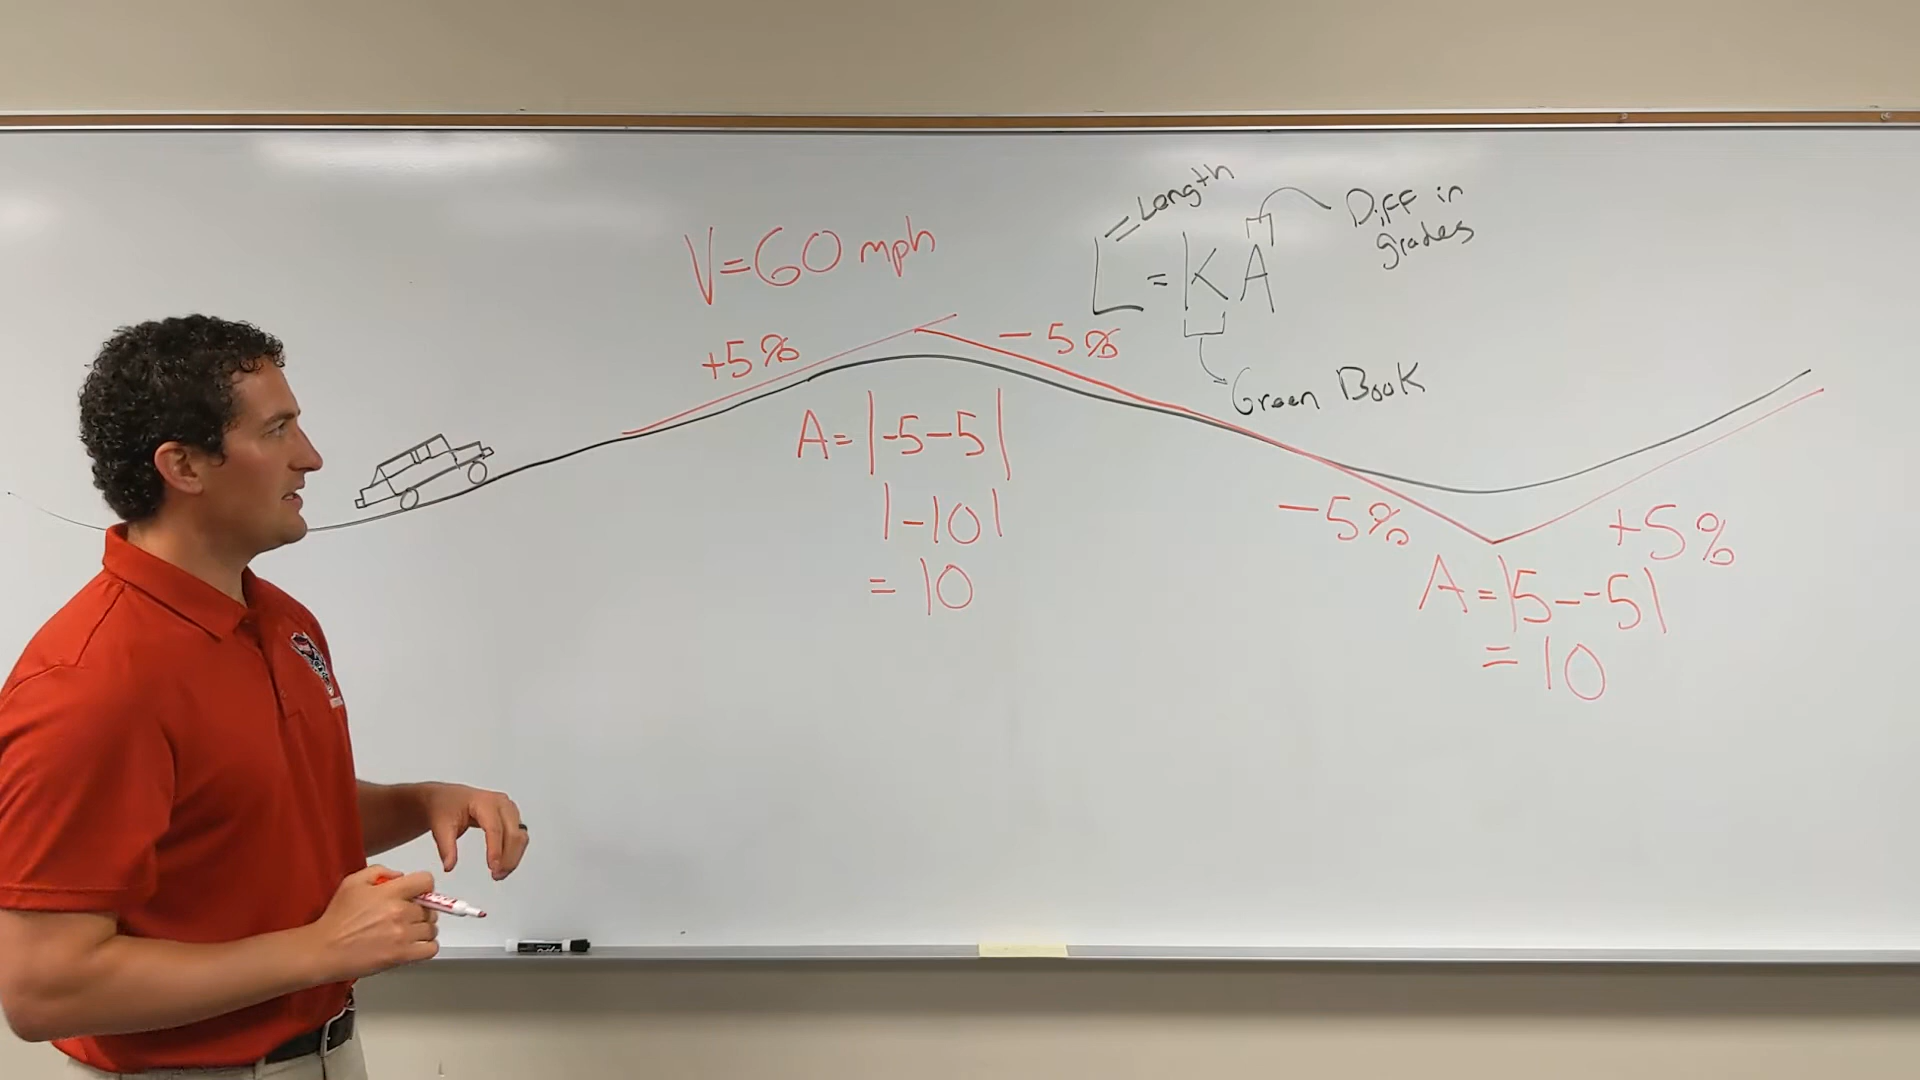 V=60 mph
= Length
L = KA
Diff in
grades
Green Book
+5%
-5%
A= |-5-5|
|-10|
= 10
-5%
+5%
A=|5--5|
= 10